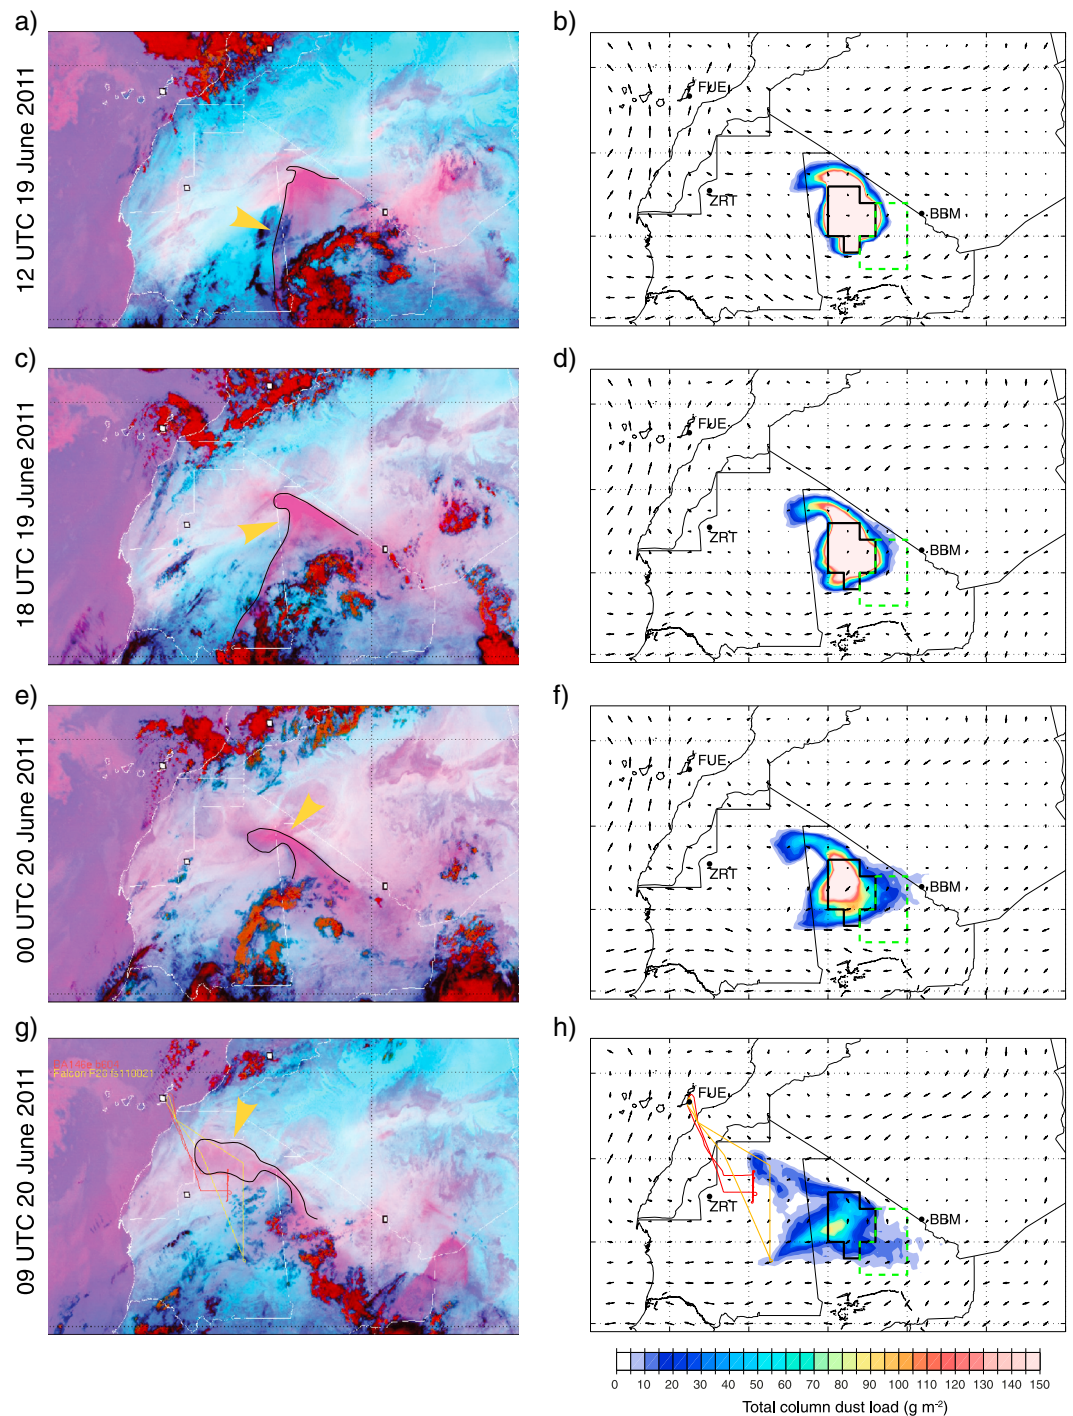 a)
b)
12 UTC 19 June 2011
FUE
ZRT
BBM
c)
d)
18 UTC 19 June 2011
FUE
ZRT
BBM
e)
f)
00 UTC 20 June 2011
FUE
ZRT
BBM
g)
h)
09 UTC 20 June 2011
Falcon F20 fs110021
FUE
ZRT
BBM
0 10 20 30 40 50 60 70 80 90 100 110 120 130 140 150
Total column dust load (g m⁻²)